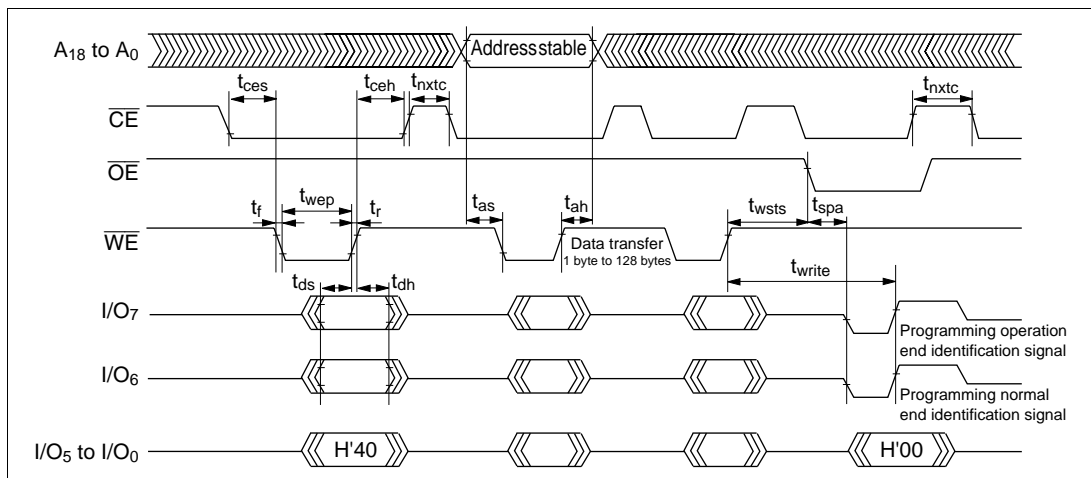 A18 to A0
Address stable
tces
tceh
tnxtc
tnxtc
CE
OE
twep
tf
tr
tas
tah
twsts
tspa
WE
Data transfer
1 byte to 128 bytes
twrite
tds
tdh
I/O7
Programming operation
end identification signal
I/O6
Programming normal
end identification signal
I/O5 to I/O0
H'40
H'00